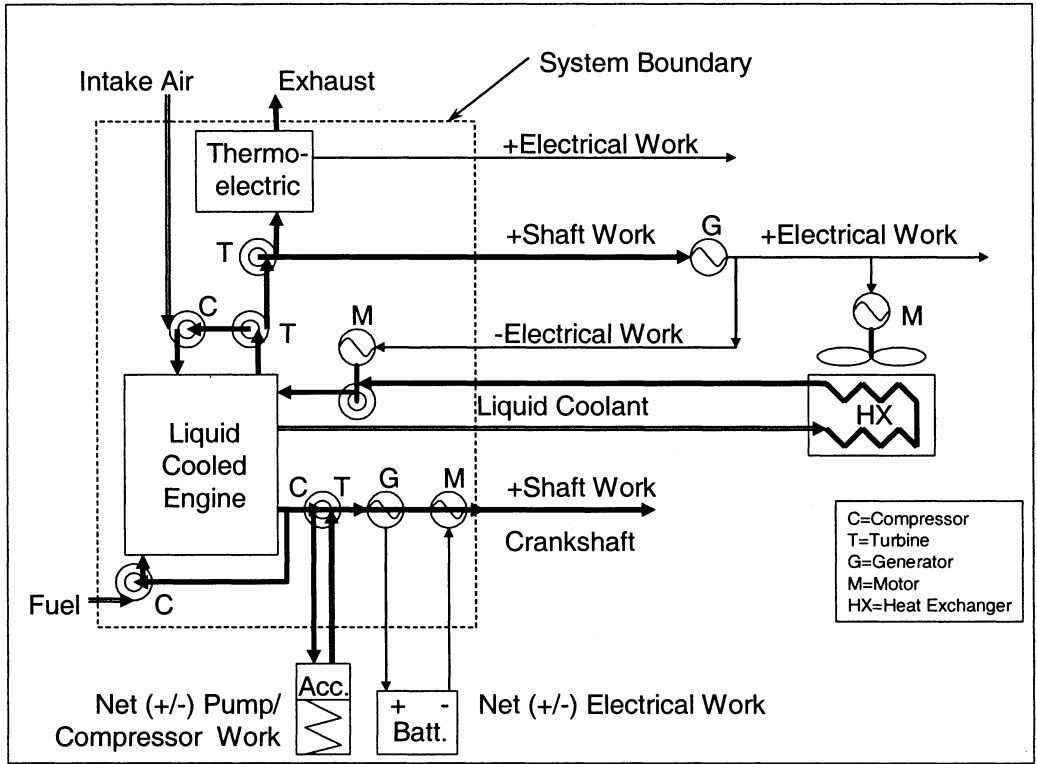 System Boundary
Intake Air
Exhaust
Thermo-
electric
+Electrical Work
T
+Shaft Work
G
+Electrical Work
C
T
M
-Electrical Work
M
Liquid Coolant
HX
Liquid
Cooled
Engine
C
T
G
M
+Shaft Work
Crankshaft
C=Compressor
T=Turbine
G=Generator
M=Motor
HX=Heat Exchanger
Fuel
C
Acc.
Net (+/-) Pump/
Compressor Work
+ -
Batt.
Net (+/-) Electrical Work